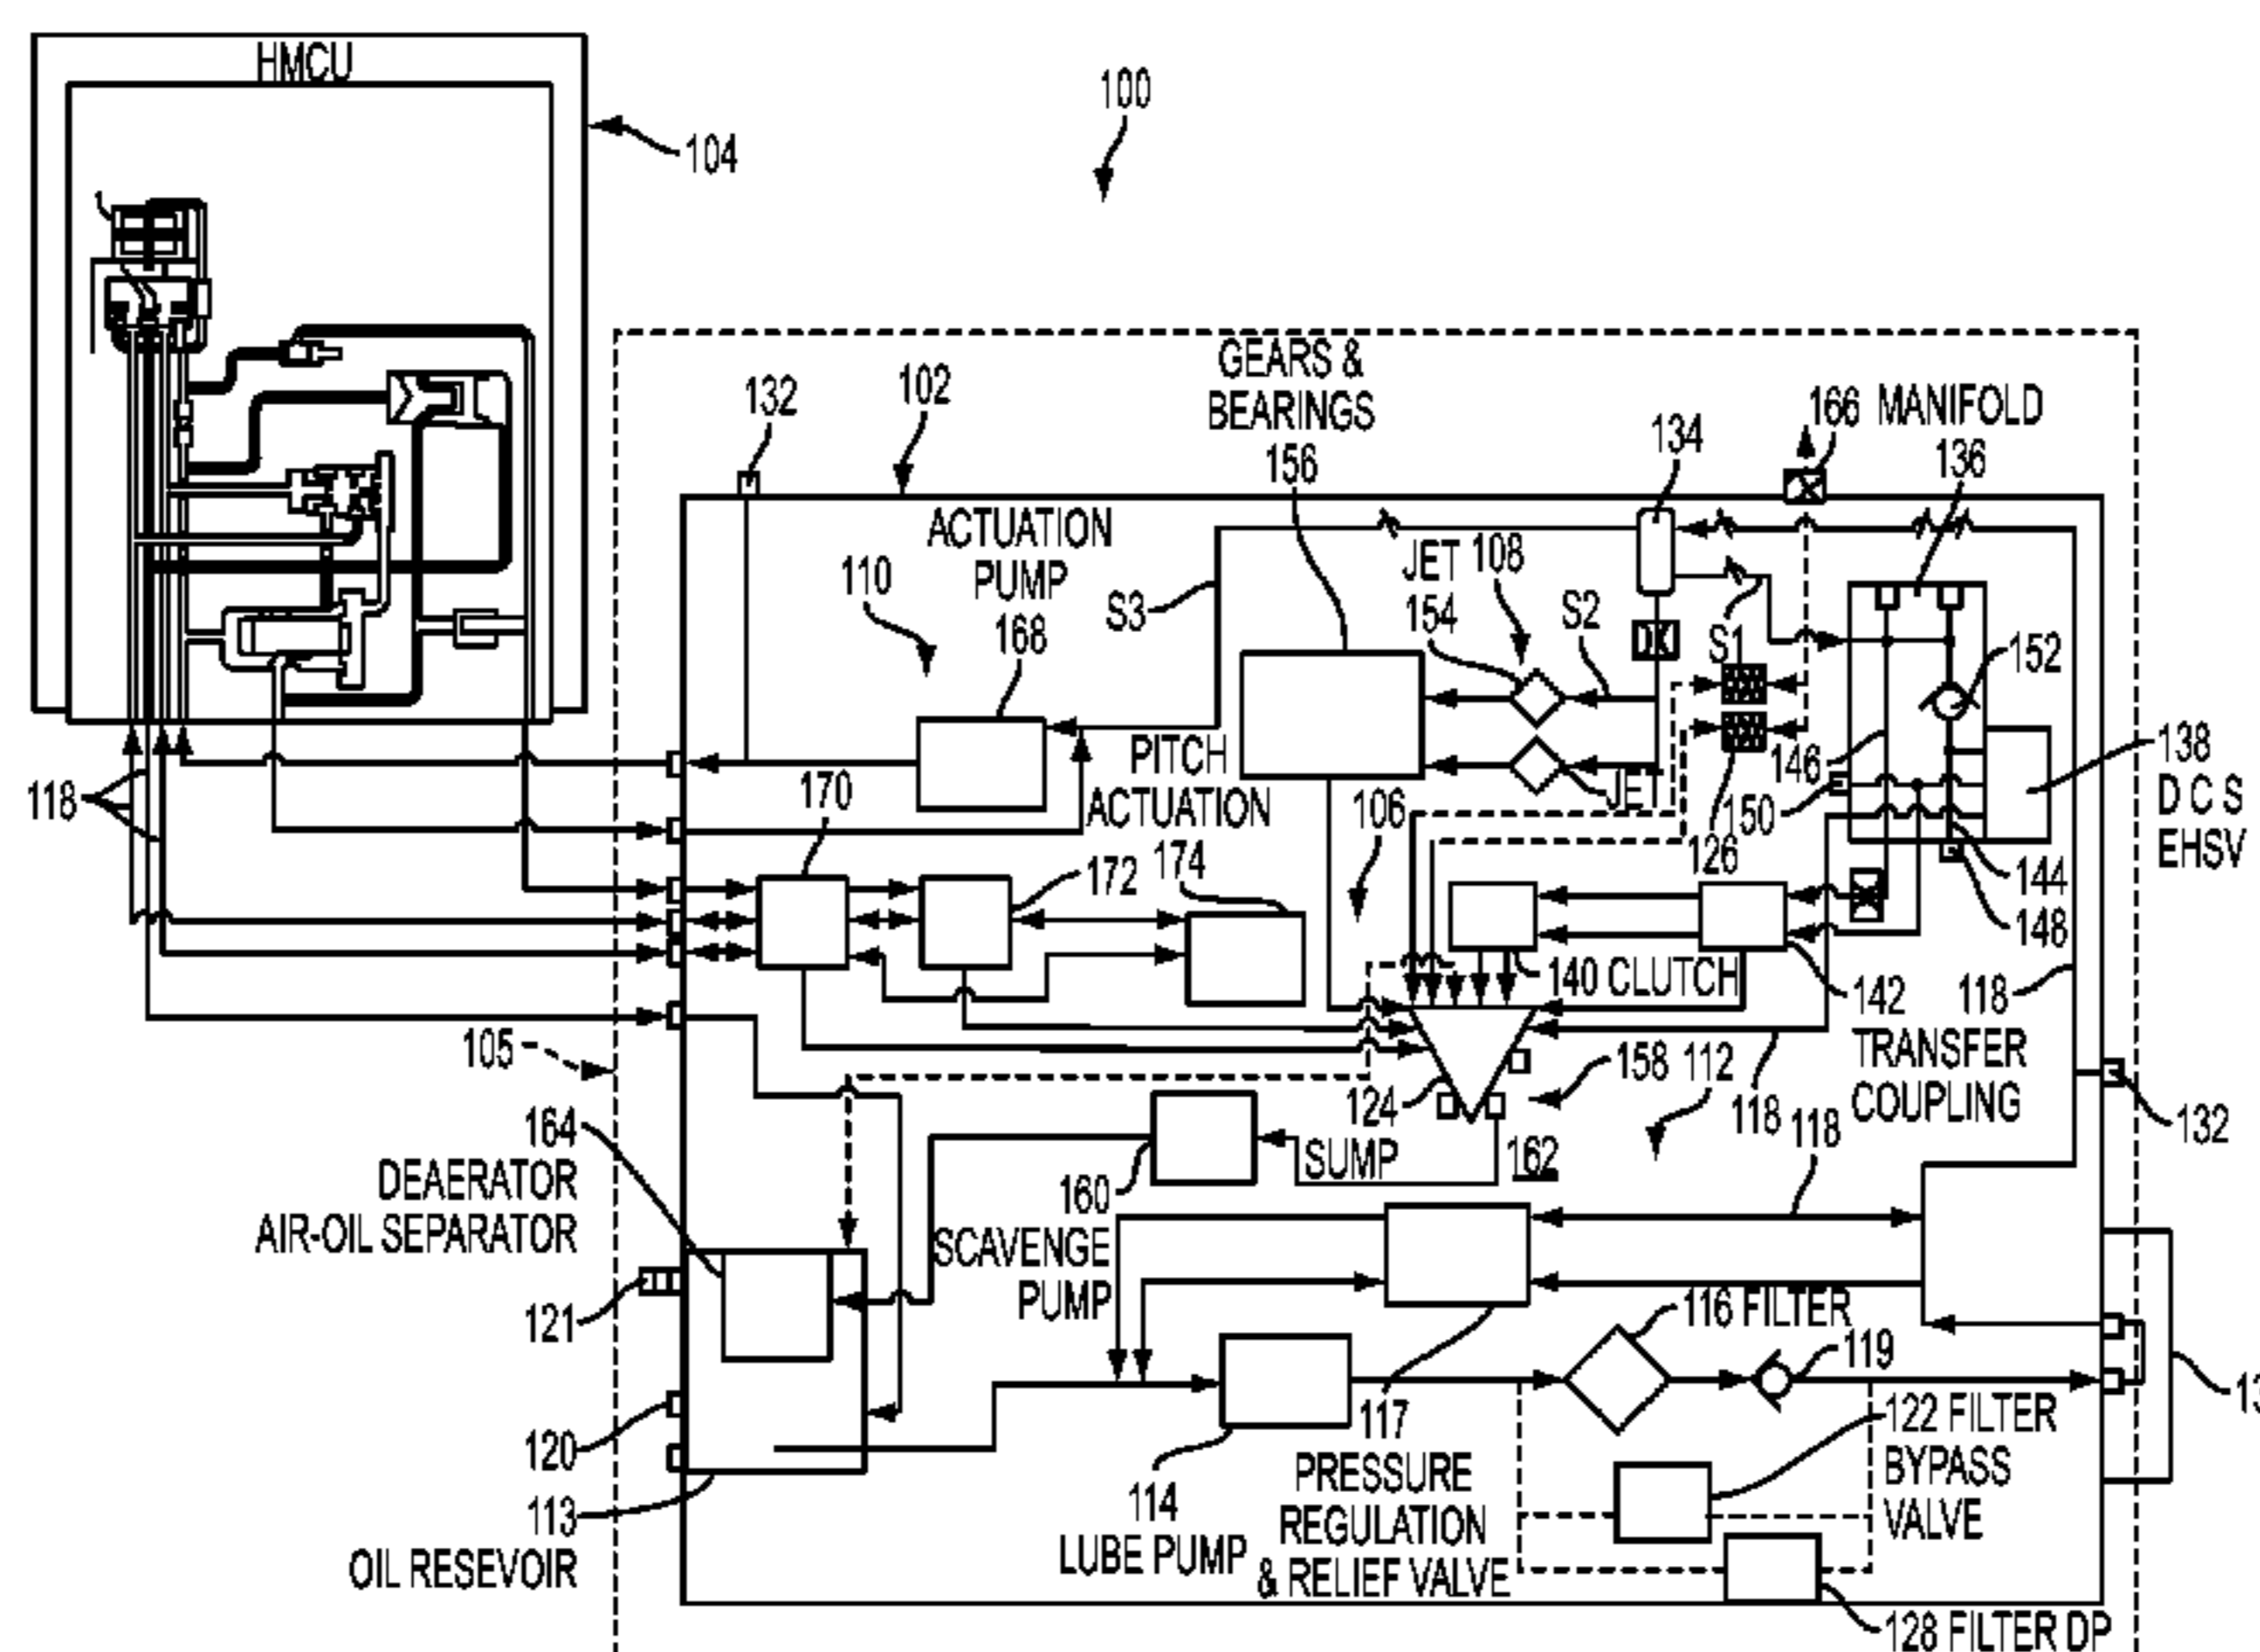 HMCU
100
104
GEARS &
BEARINGS
156
132
102
134
166 MANIFOLD
136
ACTUATION
PUMP
168
110
JET
154
108
S3
S2
S1
152
146
150
138
D C S
EHSV
PITCH
ACTUATION
JET
118
170
106
126
172
174
144
148
140 CLUTCH
142
TRANSFER
COUPLING
118
105
158
112
124
SUMP
118
118
132
164
DEAERATOR
AIR-OIL SEPARATOR
160
SCAVENGE
PUMP
162
121
116 FILTER
119
120
117
PRESSURE
REGULATION
& RELIEF VALVE
122 FILTER
BYPASS
VALVE
113
OIL RESEVOIR
114
LUBE PUMP
128 FILTER DP